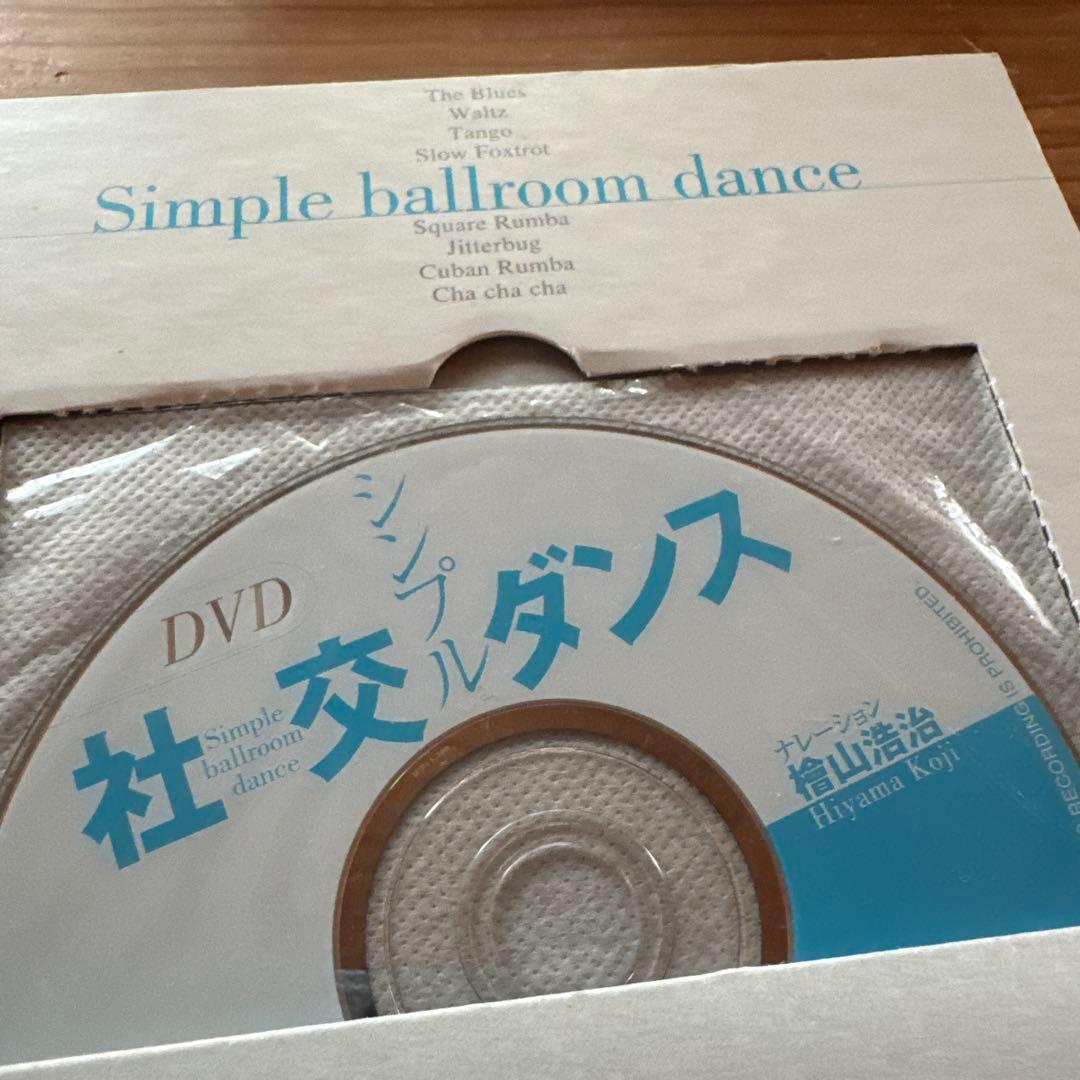 The Blues
Waltz
Tango
Slow Foxtrot
Simple ballroom dance
Square Rumba
Jitterbug
Cuban Rumba
Cha cha cha
DVD
シンプル
社交ダンス
Simple
ballroom
dance
ナレーション
檜山浩治
Hiyama Koji
RECORDING IS PROHIBITED.